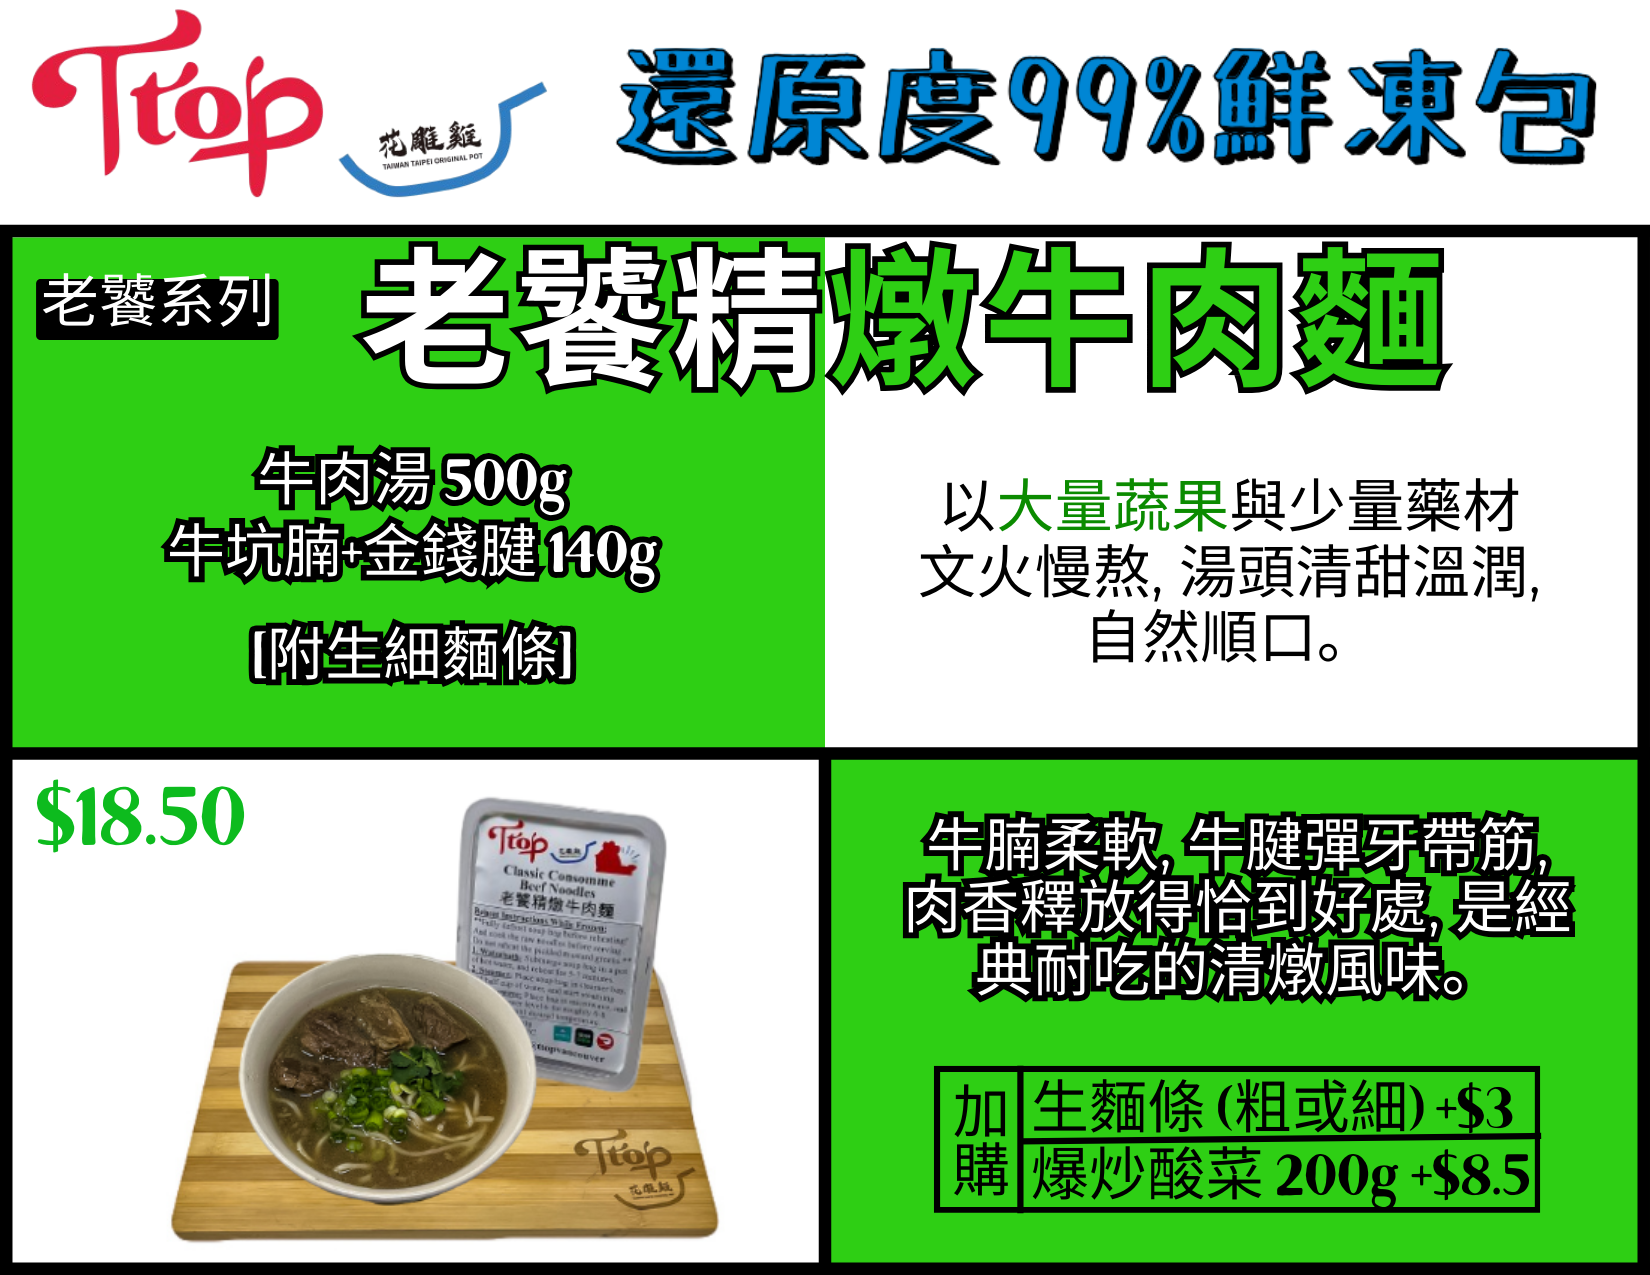 Ttop
花雕雞
TAIWAN TAIPEI ORIGINAL POT
還原度99%鮮凍包
老饕系列
老饕精燉牛肉麵
牛肉湯 500g
牛坑腩+金錢腱 140g
[附生細麵條]
以大量蔬果與少量藥材
文火慢熬, 湯頭清甜溫潤,
自然順口。
$18.50
Ttop
Classic Consomme
Beef Noodles
老饕精燉牛肉麵
Ttop
花雕雞
牛腩柔軟, 牛腱彈牙帶筋,
肉香釋放得恰到好處, 是經
典耐吃的清燉風味。
加購
生麵條 (粗或細) +$3
爆炒酸菜 200g +$8.5